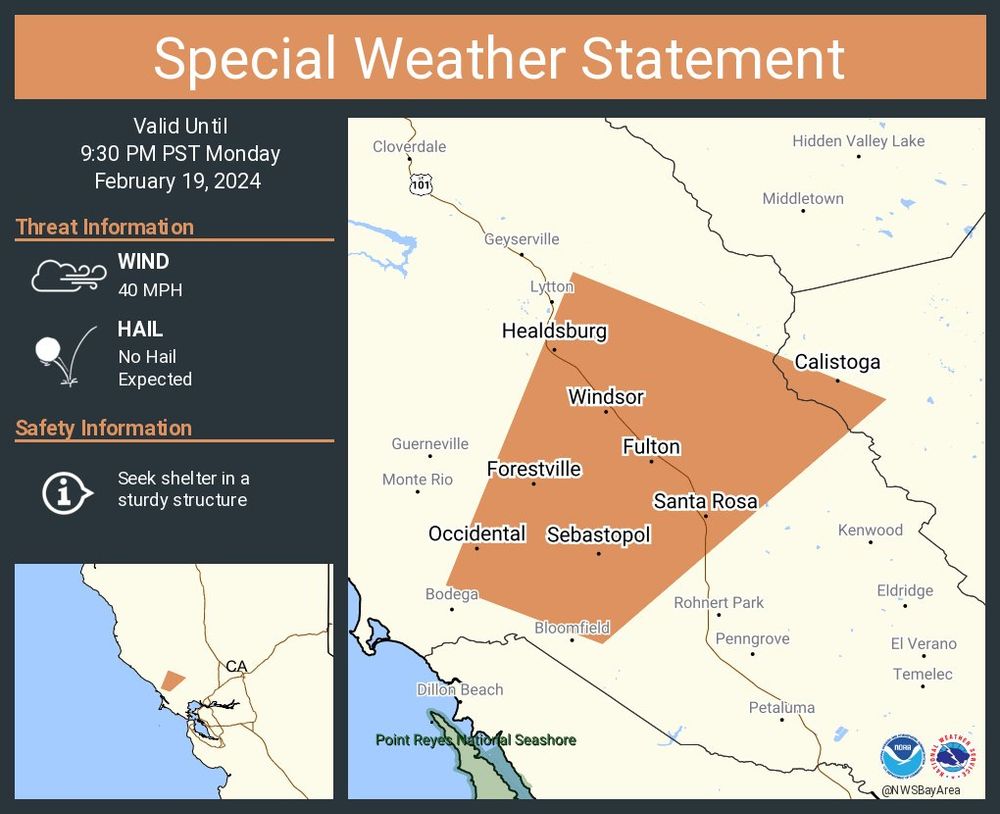 Special Weather Statement
Valid Until
9:30 PM PST Monday
February 19, 2024
Threat Information
WIND
40 MPH
HAIL
No Hail
Expected
Safety Information
Seek shelter in a
sturdy structure
CA
Cloverdale
101
Hidden Valley Lake
Middletown
Geyserville
Lytton
Healdsburg
Calistoga
Windsor
Guerneville
Fulton
Forestville
Monte Rio
Santa Rosa
Occidental
Sebastopol
Kenwood
Bodega
Rohnert Park
Eldridge
Bloomfield
Penngrove
El Verano
Temelec
Dillon Beach
Petaluma
Point Reyes National Seashore
NOAA
NATIONAL WEATHER SERVICE
@NWSBayArea